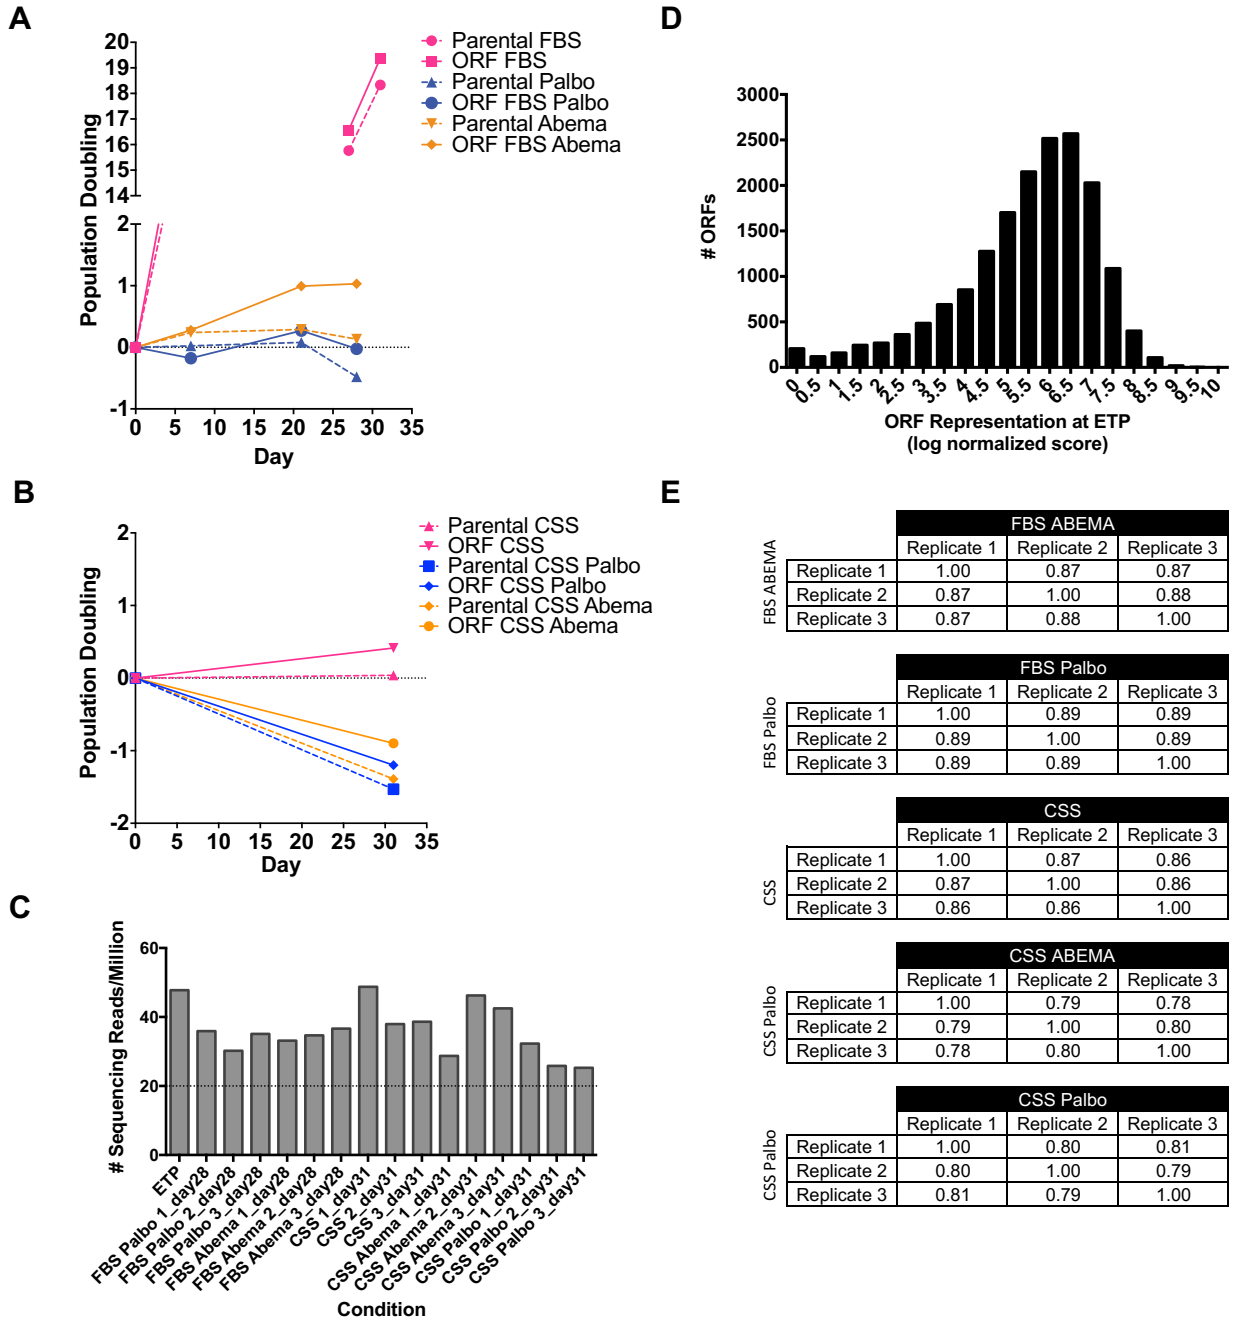 A
20
19
18
17
16
15
14
2
1
0
-1
Population Doubling
0 5 10 15 20 25 30 35
Day
Parental FBS
ORF FBS
Parental Palbo
ORF FBS Palbo
Parental Abema
ORF FBS Abema
B
2
1
0
-1
-2
Population Doubling
0 5 10 15 20 25 30 35
Day
Parental CSS
ORF CSS
Parental CSS Palbo
ORF CSS Palbo
Parental CSS Abema
ORF CSS Abema
C
60
40
20
0
# Sequencing Reads/Million
ETP
FBS Palbo 1_day28
FBS Palbo 2_day28
FBS Palbo 3_day28
FBS Abema 1_day28
FBS Abema 2_day28
FBS Abema 3_day28
CSS 1_day31
CSS 2_day31
CSS 3_day31
CSS Abema 1_day31
CSS Abema 2_day31
CSS Abema 3_day31
CSS Palbo 1_day31
CSS Palbo 2_day31
CSS Palbo 3_day31
Condition
D
3000
2500
2000
1500
1000
500
0
# ORFs
0 0.5 1 1.5 2 2.5 3 3.5 4 4.5 5 5.5 6 6.5 7 7.5 8 8.5 9 9.5 10
ORF Representation at ETP
(log normalized score)
E
FBS ABEMA
FBS ABEMA
Replicate 1 Replicate 2 Replicate 3
Replicate 1 1.00 0.87 0.87
Replicate 2 0.87 1.00 0.88
Replicate 3 0.87 0.88 1.00
FBS Palbo
FBS Palbo
Replicate 1 Replicate 2 Replicate 3
Replicate 1 1.00 0.89 0.89
Replicate 2 0.89 1.00 0.89
Replicate 3 0.89 0.89 1.00
CSS
CSS
Replicate 1 Replicate 2 Replicate 3
Replicate 1 1.00 0.87 0.86
Replicate 2 0.87 1.00 0.86
Replicate 3 0.86 0.86 1.00
CSS Palbo
CSS ABEMA
Replicate 1 Replicate 2 Replicate 3
Replicate 1 1.00 0.79 0.78
Replicate 2 0.79 1.00 0.80
Replicate 3 0.78 0.80 1.00
CSS Palbo
CSS Palbo
Replicate 1 Replicate 2 Replicate 3
Replicate 1 1.00 0.80 0.81
Replicate 2 0.80 1.00 0.79
Replicate 3 0.81 0.79 1.00